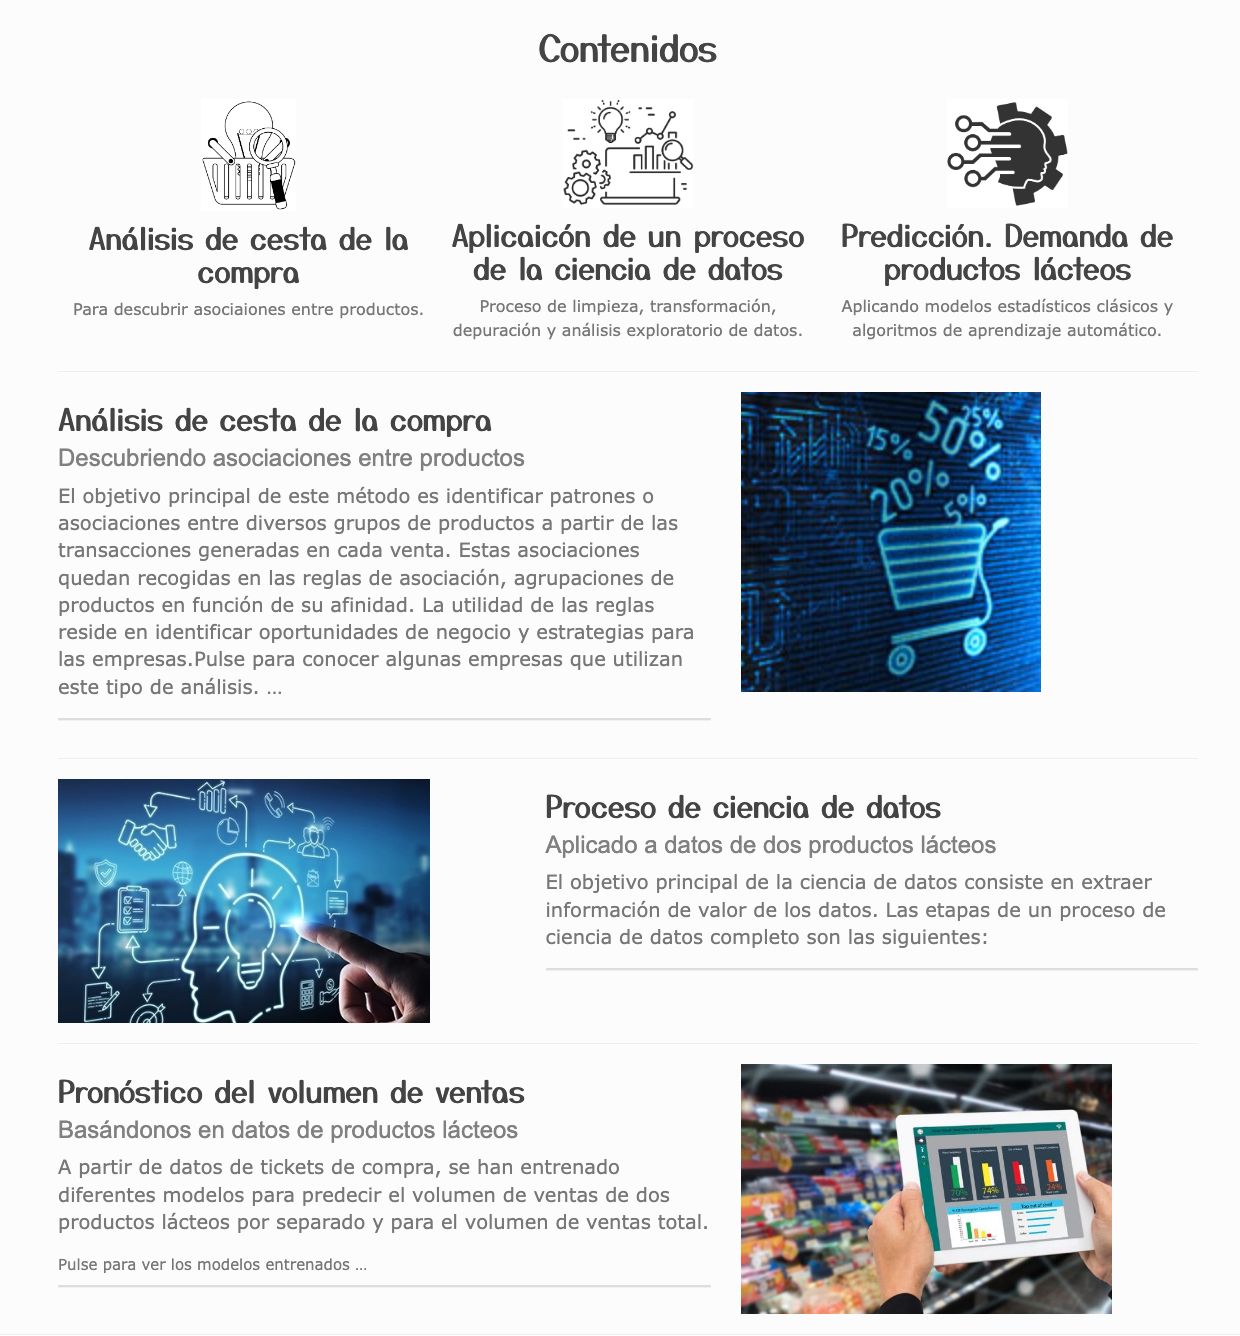 Contenidos
Análisis de cesta de la
compra
Para descubrir asociaiones entre productos.
Aplicaicón de un proceso
de la ciencia de datos
Proceso de limpieza, transformación,
depuración y análisis exploratorio de datos.
Predicción. Demanda de
productos lácteos
Aplicando modelos estadísticos clásicos y
algoritmos de aprendizaje automático.
Análisis de cesta de la compra
Descubriendo asociaciones entre productos
El objetivo principal de este método es identificar patrones o
asociaciones entre diversos grupos de productos a partir de las
transacciones generadas en cada venta. Estas asociaciones
quedan recogidas en las reglas de asociación, agrupaciones de
productos en función de su afinidad. La utilidad de las reglas
reside en identificar oportunidades de negocio y estrategias para
las empresas.Pulse para conocer algunas empresas que utilizan
este tipo de análisis. ...
15%
50%
25%
20%
5%
Proceso de ciencia de datos
Aplicado a datos de dos productos lácteos
El objetivo principal de la ciencia de datos consiste en extraer
información de valor de los datos. Las etapas de un proceso de
ciencia de datos completo son las siguientes:
Pronóstico del volumen de ventas
Basándonos en datos de productos lácteos
A partir de datos de tickets de compra, se han entrenado
diferentes modelos para predecir el volumen de ventas de dos
productos lácteos por separado y para el volumen de ventas total.
Pulse para ver los modelos entrenados ...
74%
24%